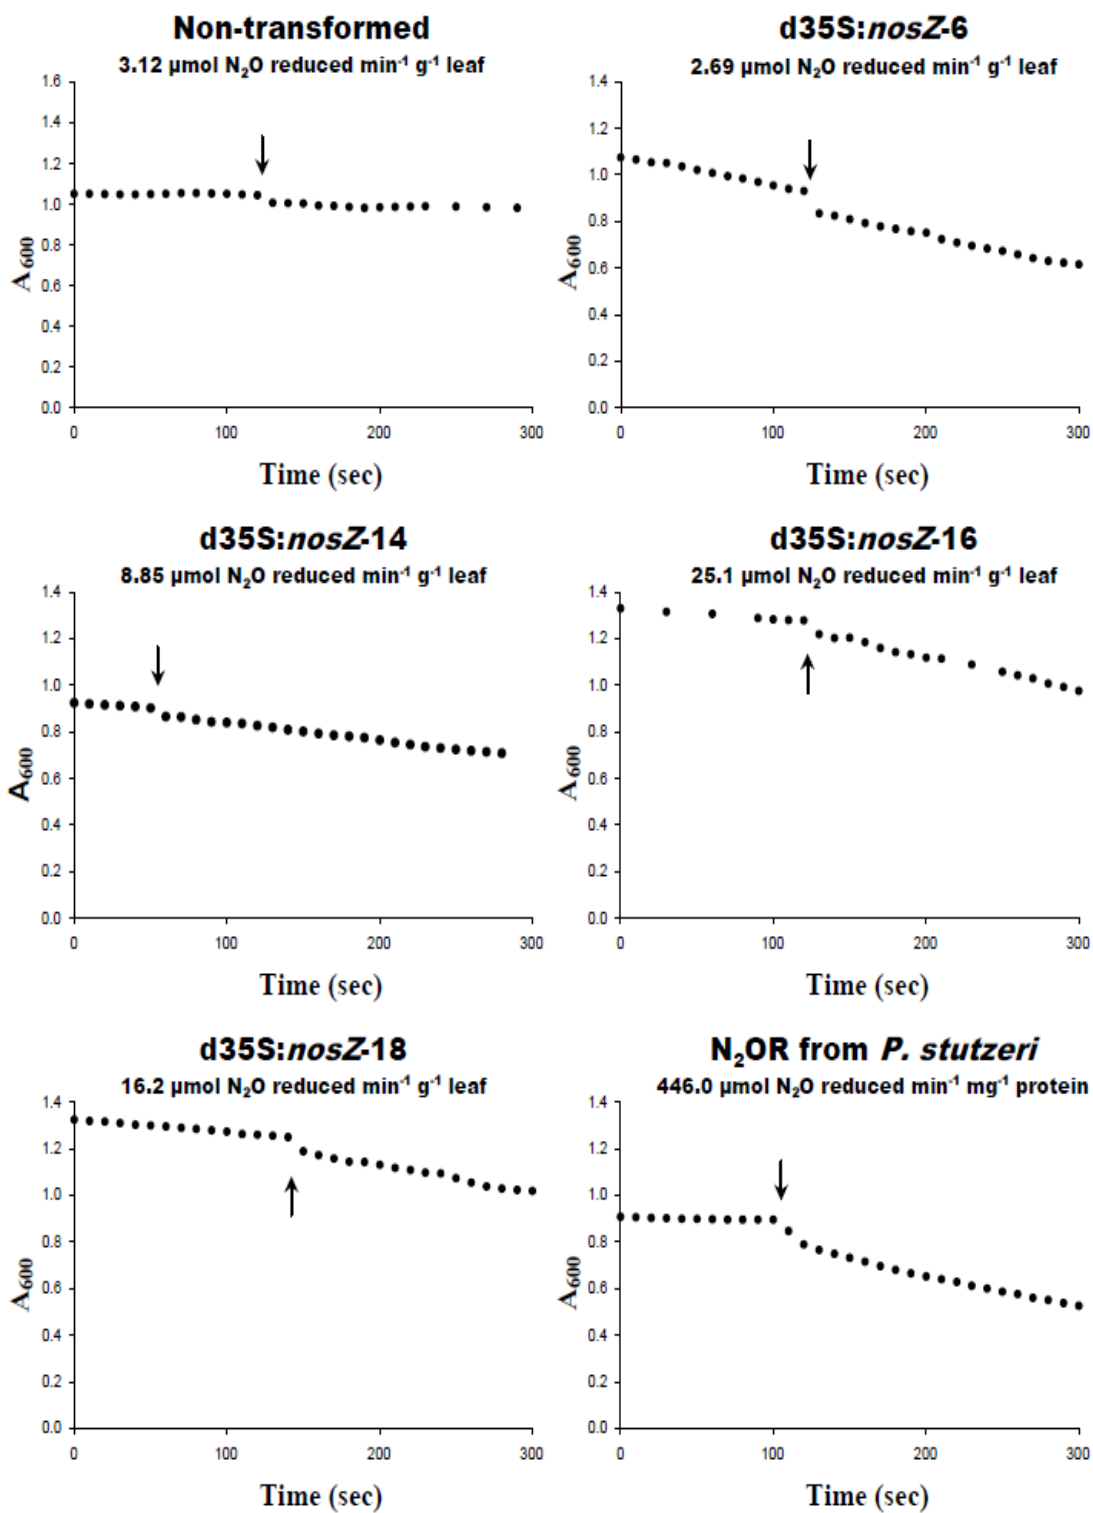 Non-transformed
3.12 µmol N₂O reduced min⁻¹ g⁻¹ leaf
1.6
1.4
1.2
1.0
0.8
0.6
0.4
0.2
0.0
A₆₀₀
0 100 200 300
Time (sec)
d35S:nosZ-6
2.69 µmol N₂O reduced min⁻¹ g⁻¹ leaf
1.4
1.2
1.0
0.8
0.6
0.4
0.2
0.0
A₆₀₀
0 100 200 300
Time (sec)
d35S:nosZ-14
8.85 µmol N₂O reduced min⁻¹ g⁻¹ leaf
1.4
1.2
1.0
0.8
0.6
0.4
0.2
0.0
A₆₀₀
0 100 200 300
Time (sec)
d35S:nosZ-16
25.1 µmol N₂O reduced min⁻¹ g⁻¹ leaf
1.4
1.2
1.0
0.8
0.6
0.4
0.2
0.0
A₆₀₀
0 100 200 300
Time (sec)
d35S:nosZ-18
16.2 µmol N₂O reduced min⁻¹ g⁻¹ leaf
1.4
1.2
1.0
0.8
0.6
0.4
0.2
0.0
A₆₀₀
0 100 200 300
Time (sec)
N₂OR from P. stutzeri
446.0 µmol N₂O reduced min⁻¹ mg⁻¹ protein
1.4
1.2
1.0
0.8
0.6
0.4
0.2
0.0
A₆₀₀
0 100 200 300
Time (sec)